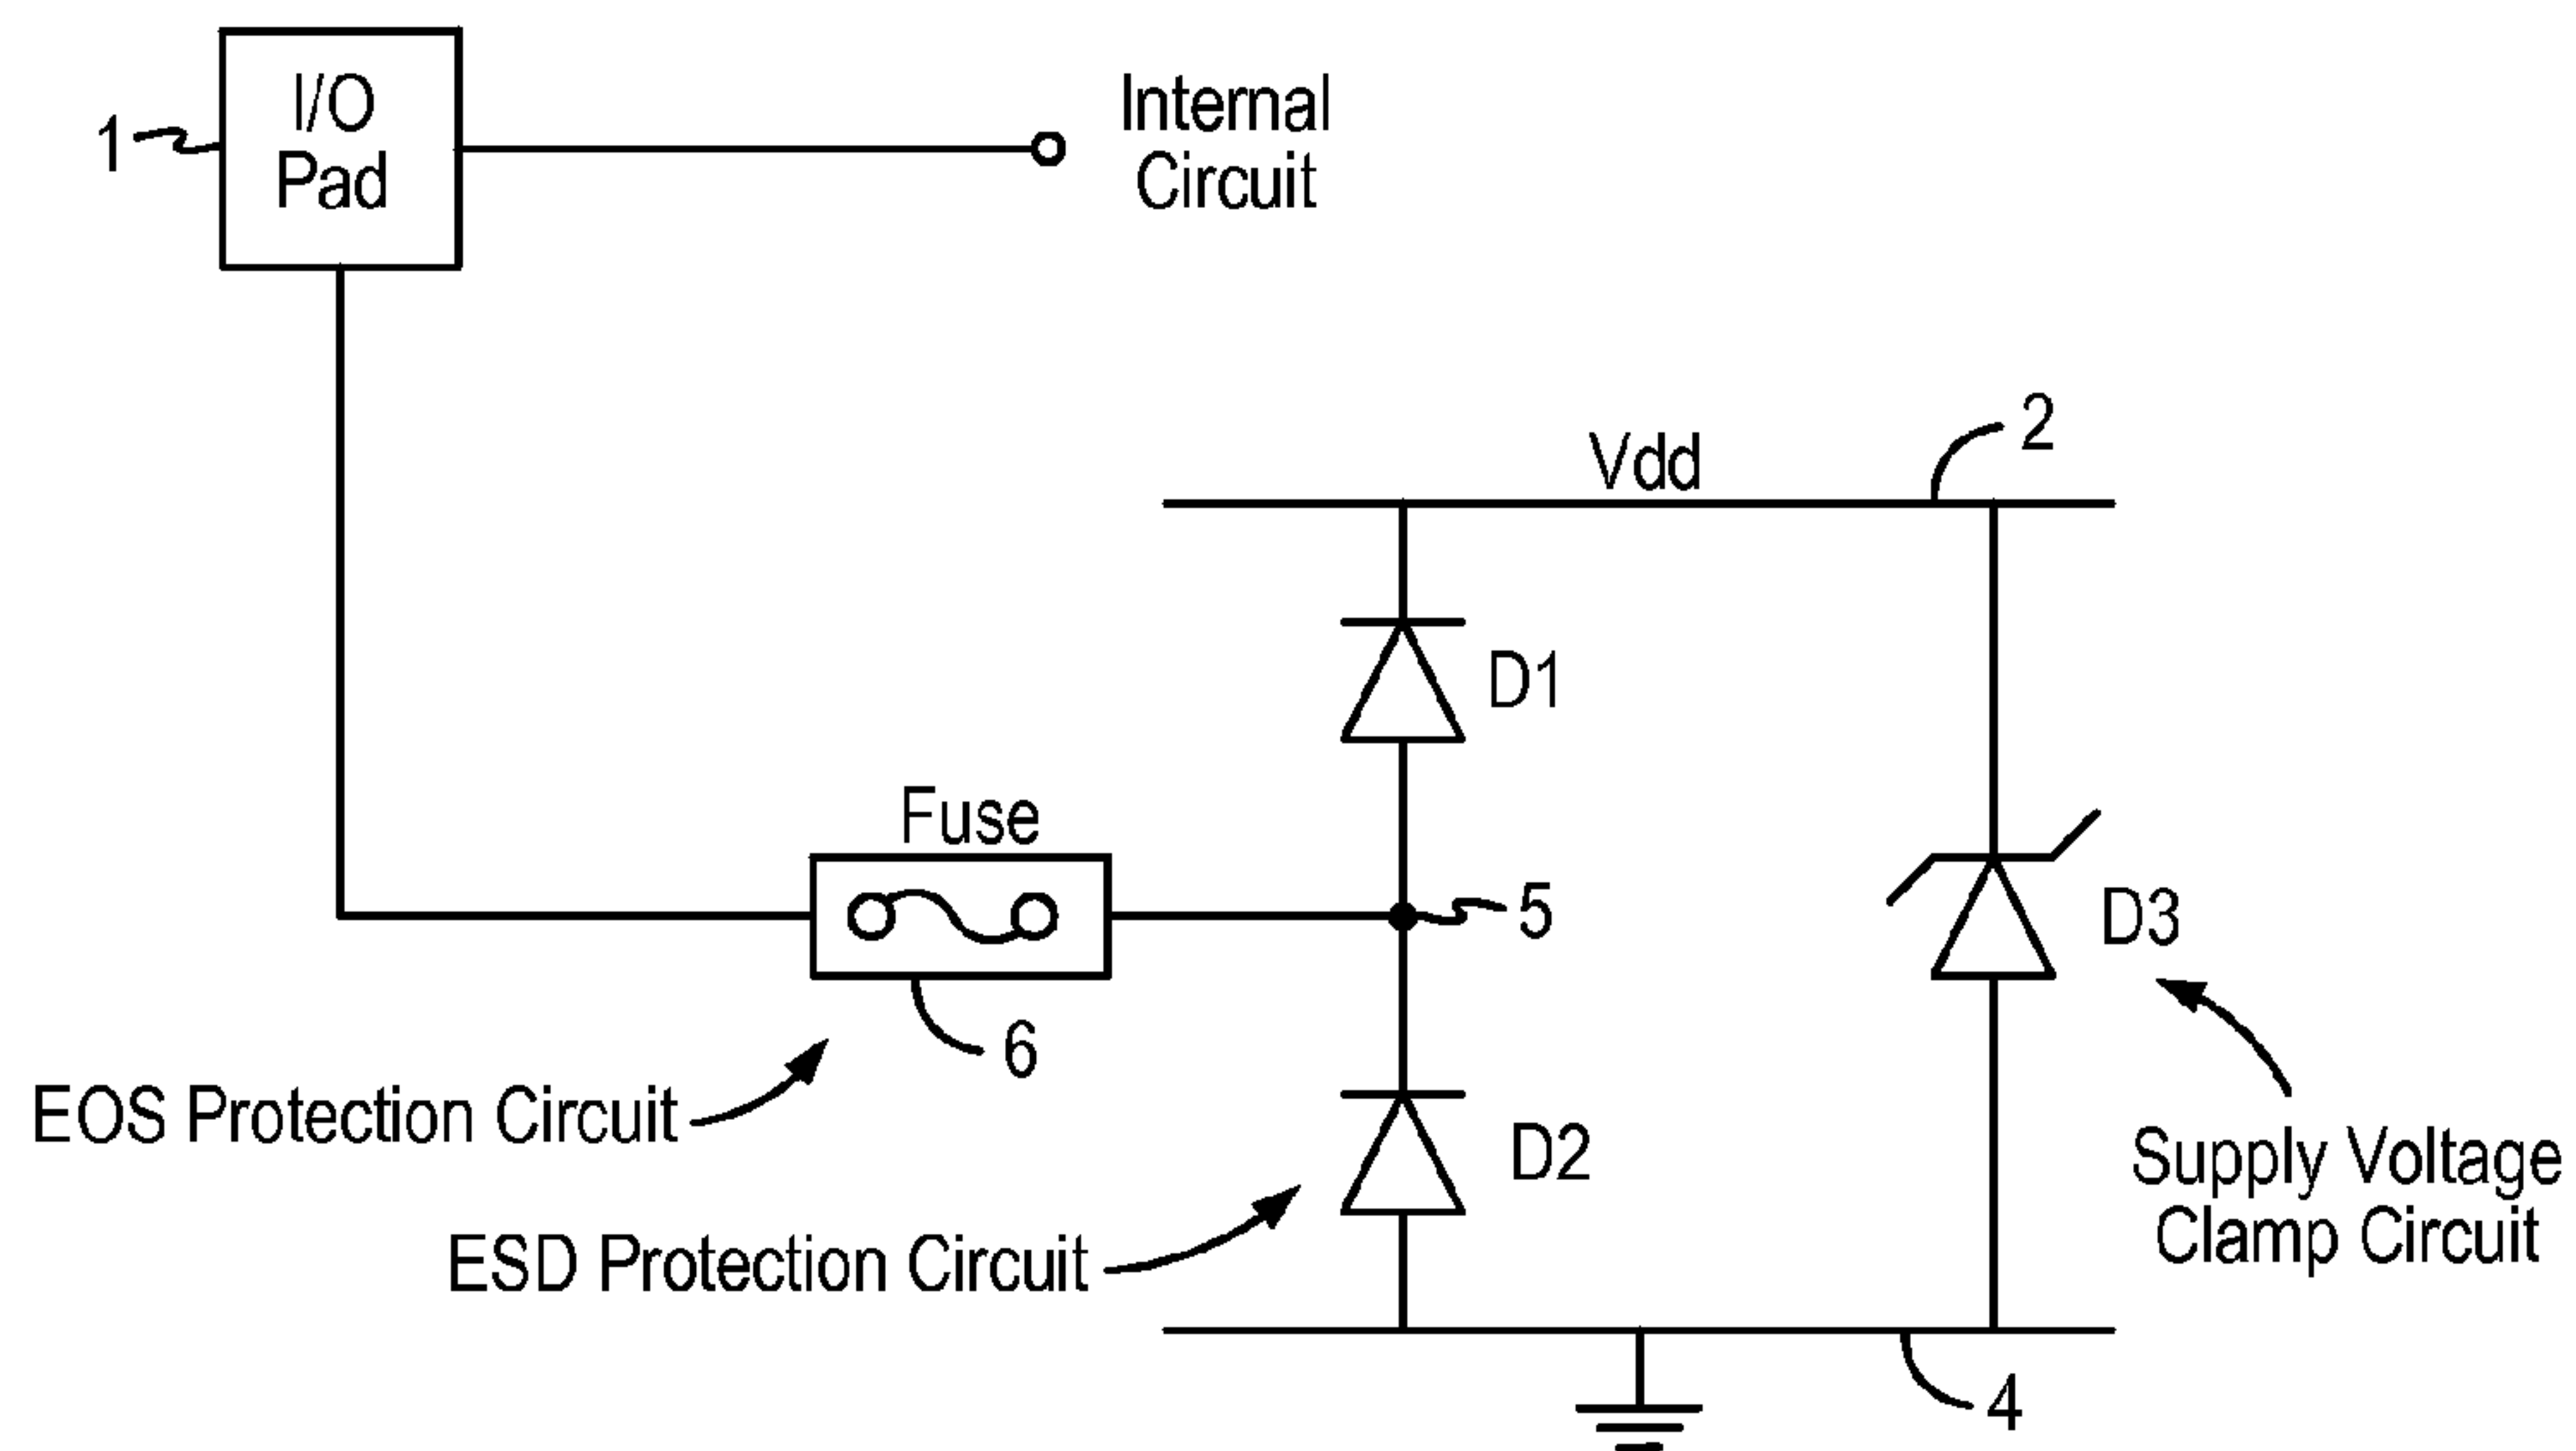 I/O
Pad
1
Internal
Circuit
Vdd
2
D1
Fuse
5
D3
6
EOS Protection Circuit
D2
Supply Voltage
Clamp Circuit
ESD Protection Circuit
4